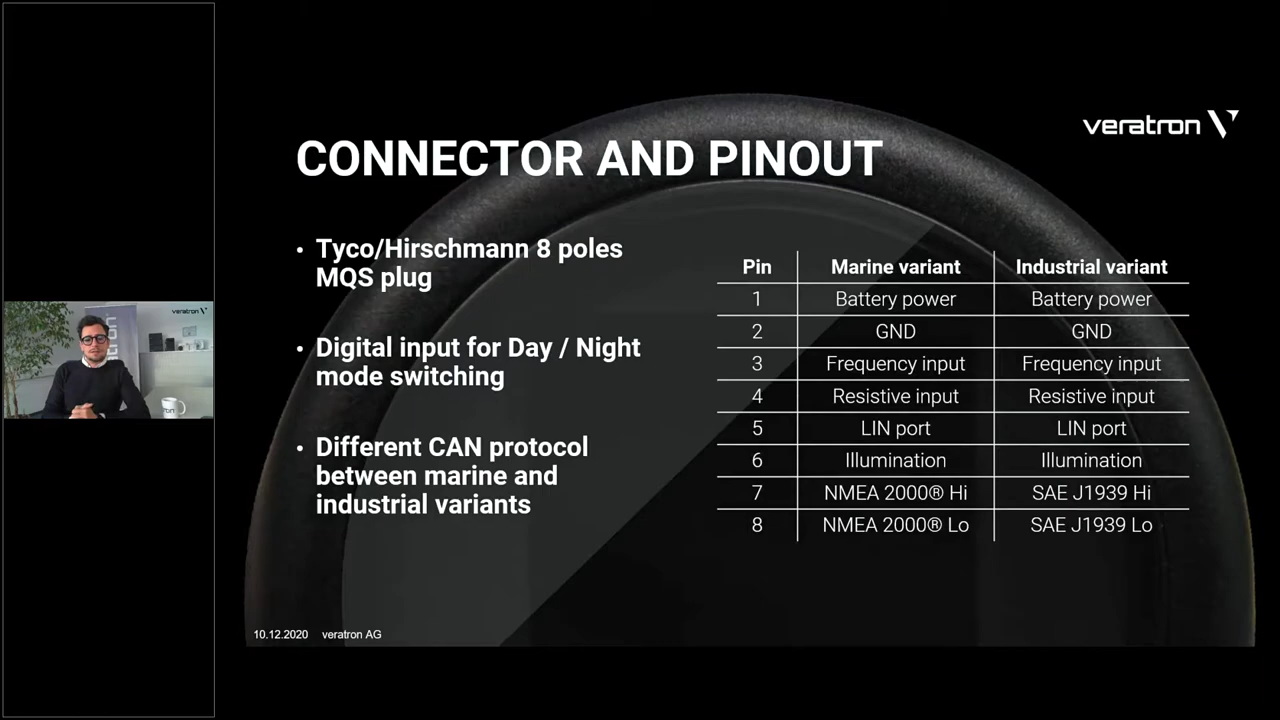 veratron
CONNECTOR AND PINOUT
• Tyco/Hirschmann 8 poles
MQS plug
• Digital input for Day / Night
mode switching
• Different CAN protocol
between marine and
industrial variants
Pin Marine variant Industrial variant
1 Battery power Battery power
2 GND GND
3 Frequency input Frequency input
4 Resistive input Resistive input
5 LIN port LIN port
6 Illumination Illumination
7 NMEA 2000® Hi SAE J1939 Hi
8 NMEA 2000® Lo SAE J1939 Lo
10.12.2020 veratron AG
veratron